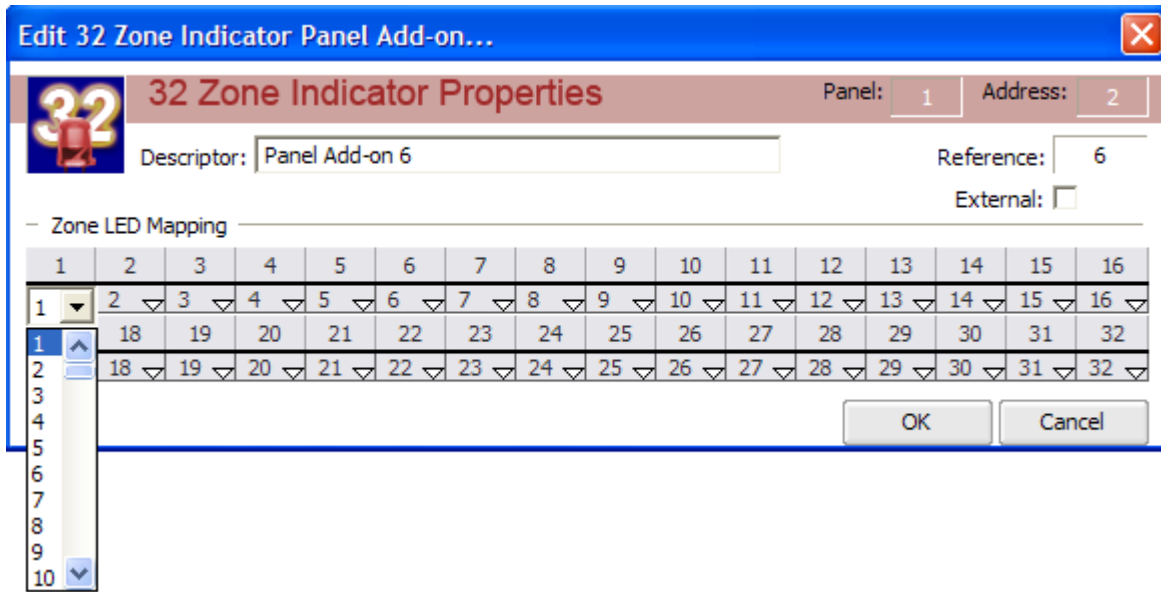 Edit 32 Zone Indicator Panel Add-on...
32
32 Zone Indicator Properties
Panel: 1 Address: 2
Descriptor: Panel Add-on 6
Reference: 6
External:
Zone LED Mapping
1 2 3 4 5 6 7 8 9 10 11 12 13 14 15 16
1 2 3 4 5 6 7 8 9 10 11 12 13 14 15 16
18 19 20 21 22 23 24 25 26 27 28 29 30 31 32
18 19 20 21 22 23 24 25 26 27 28 29 30 31 32
1
2
3
4
5
6
7
8
9
10
OK Cancel